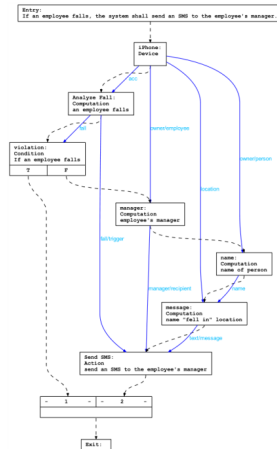 Entry:
If an employee falls, the system shall send an SMS to the employee's manager.
iPhone:
Device
acc
Analyse Fall:
Computation
an employee falls
fall
owner/employee
owner/person
violation:
Condition
If an employee falls
T F
location
manager:
Computation
employee's manager
fall/trigger
name:
Computation
name of person
manager/recipient
name
message:
Computation
name "fell in" location
text/message
Send SMS:
Action
send an SMS to the employee's manager
- 1 - - 2 -
Exit: